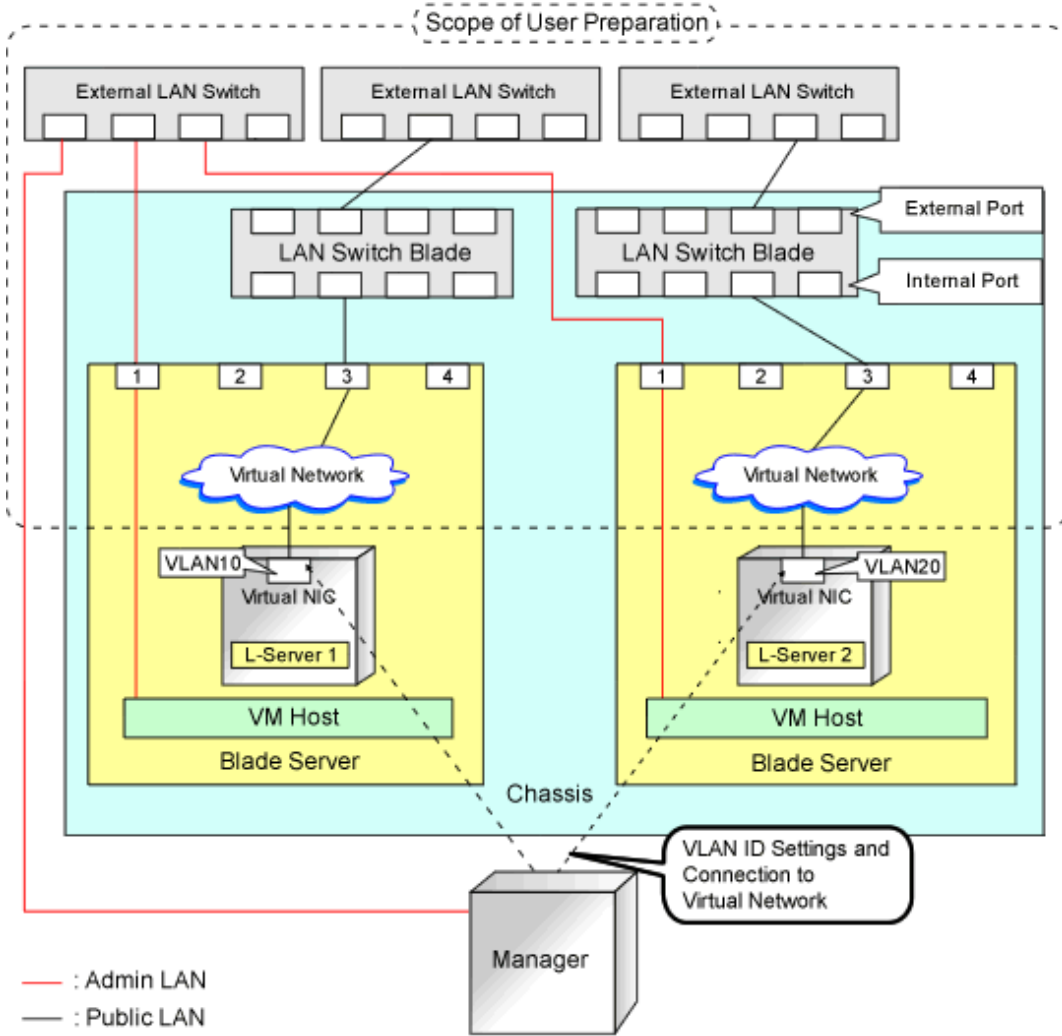 Scope of User Preparation
External LAN Switch
External LAN Switch
External LAN Switch
External Port
LAN Switch Blade
LAN Switch Blade
Internal Port
1
2
3
4
1
2
3
4
Virtual Network
Virtual Network
VLAN10
Virtual NIC
L-Server 1
VLAN20
Virtual NIC
L-Server 2
VM Host
VM Host
Blade Server
Blade Server
Chassis
VLAN ID Settings and
Connection to
Virtual Network
Manager
: Admin LAN
: Public LAN